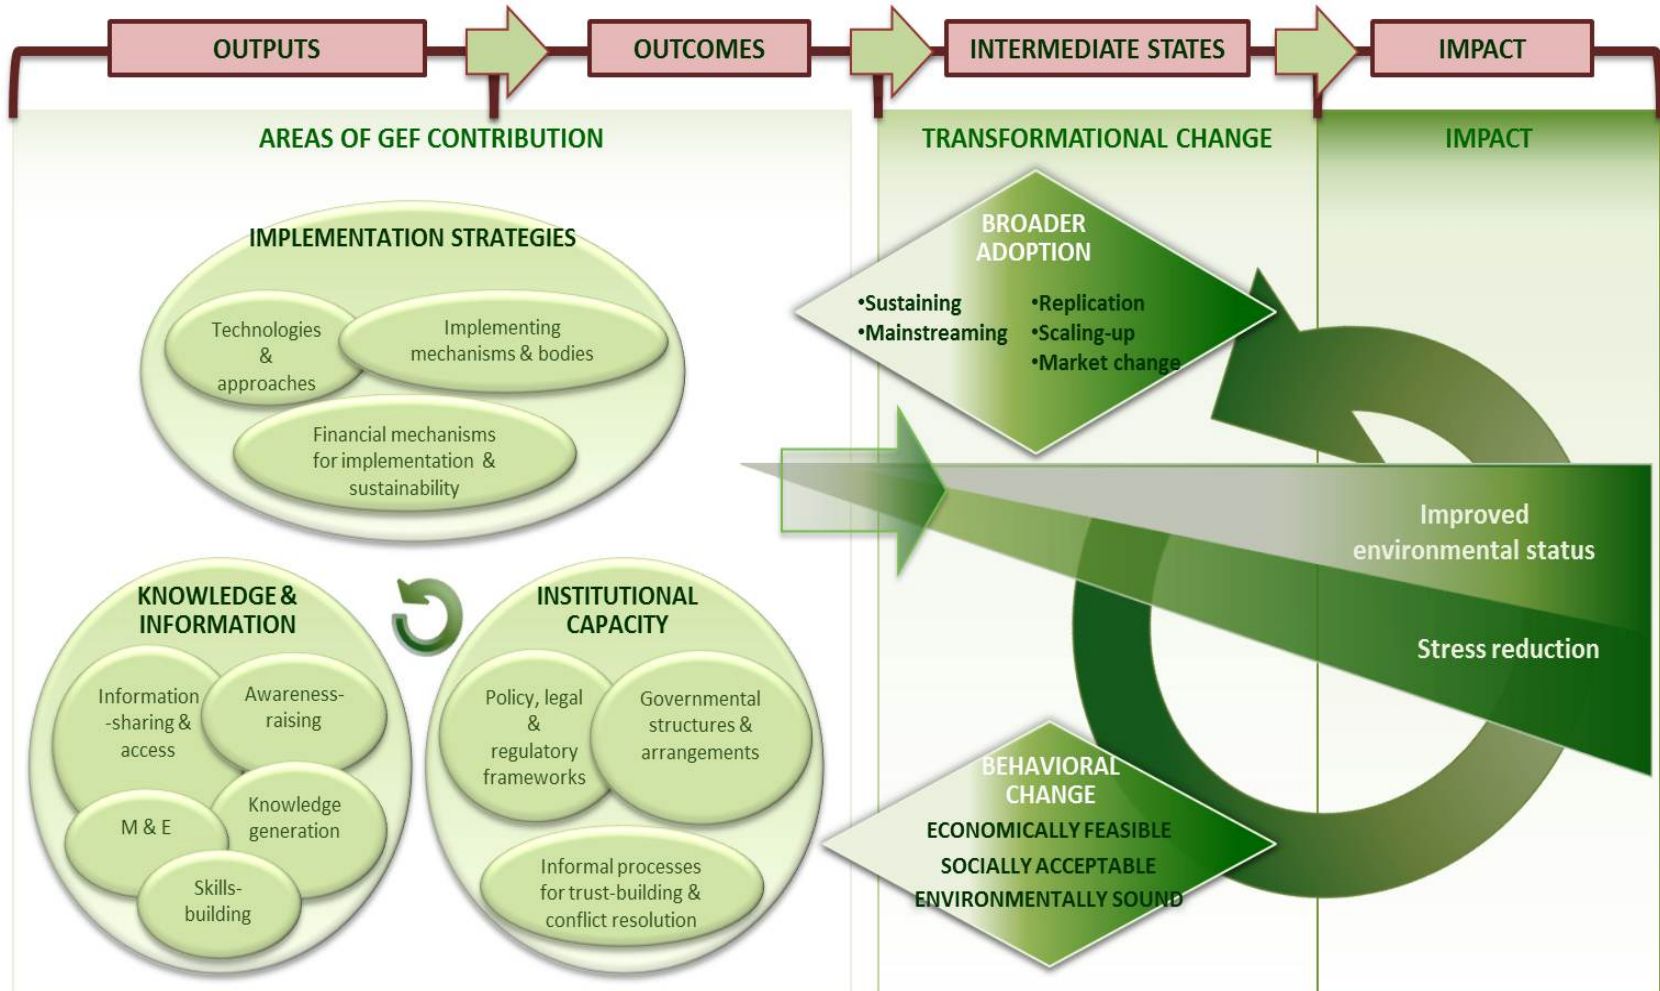 OUTPUTS
OUTCOMES
INTERMEDIATE STATES
IMPACT
AREAS OF GEF CONTRIBUTION
TRANSFORMATIONAL CHANGE
IMPACT
IMPLEMENTATION STRATEGIES
Technologies
&
approaches
Implementing
mechanisms & bodies
Financial mechanisms
for implementation &
sustainability
KNOWLEDGE &
INFORMATION
Information
-sharing &
access
Awareness-
raising
M & E
Knowledge
generation
Skills-
building
INSTITUTIONAL
CAPACITY
Policy, legal
&
regulatory
frameworks
Governmental
structures &
arrangements
Informal processes
for trust-building &
conflict resolution
BROADER
ADOPTION
•Sustaining
•Mainstreaming
•Replication
•Scaling-up
•Market change
Improved
environmental status
Stress reduction
BEHAVIORAL
CHANGE
ECONOMICALLY FEASIBLE
SOCIALLY ACCEPTABLE
ENVIRONMENTALLY SOUND